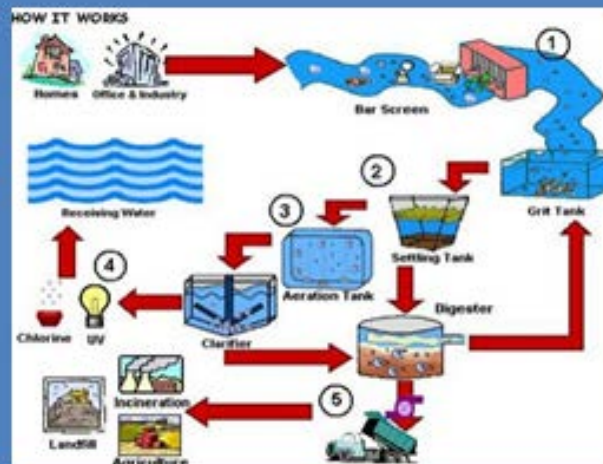 HOW IT WORKS
1
Homes
Office & Industry
Bar Screen
2
Receiving Water
3
Settling Tank
Grit Tank
4
Aeration Tank
Digester
Chlorine
UV
Clarifier
Incineration
5
Landfill
Agriculture